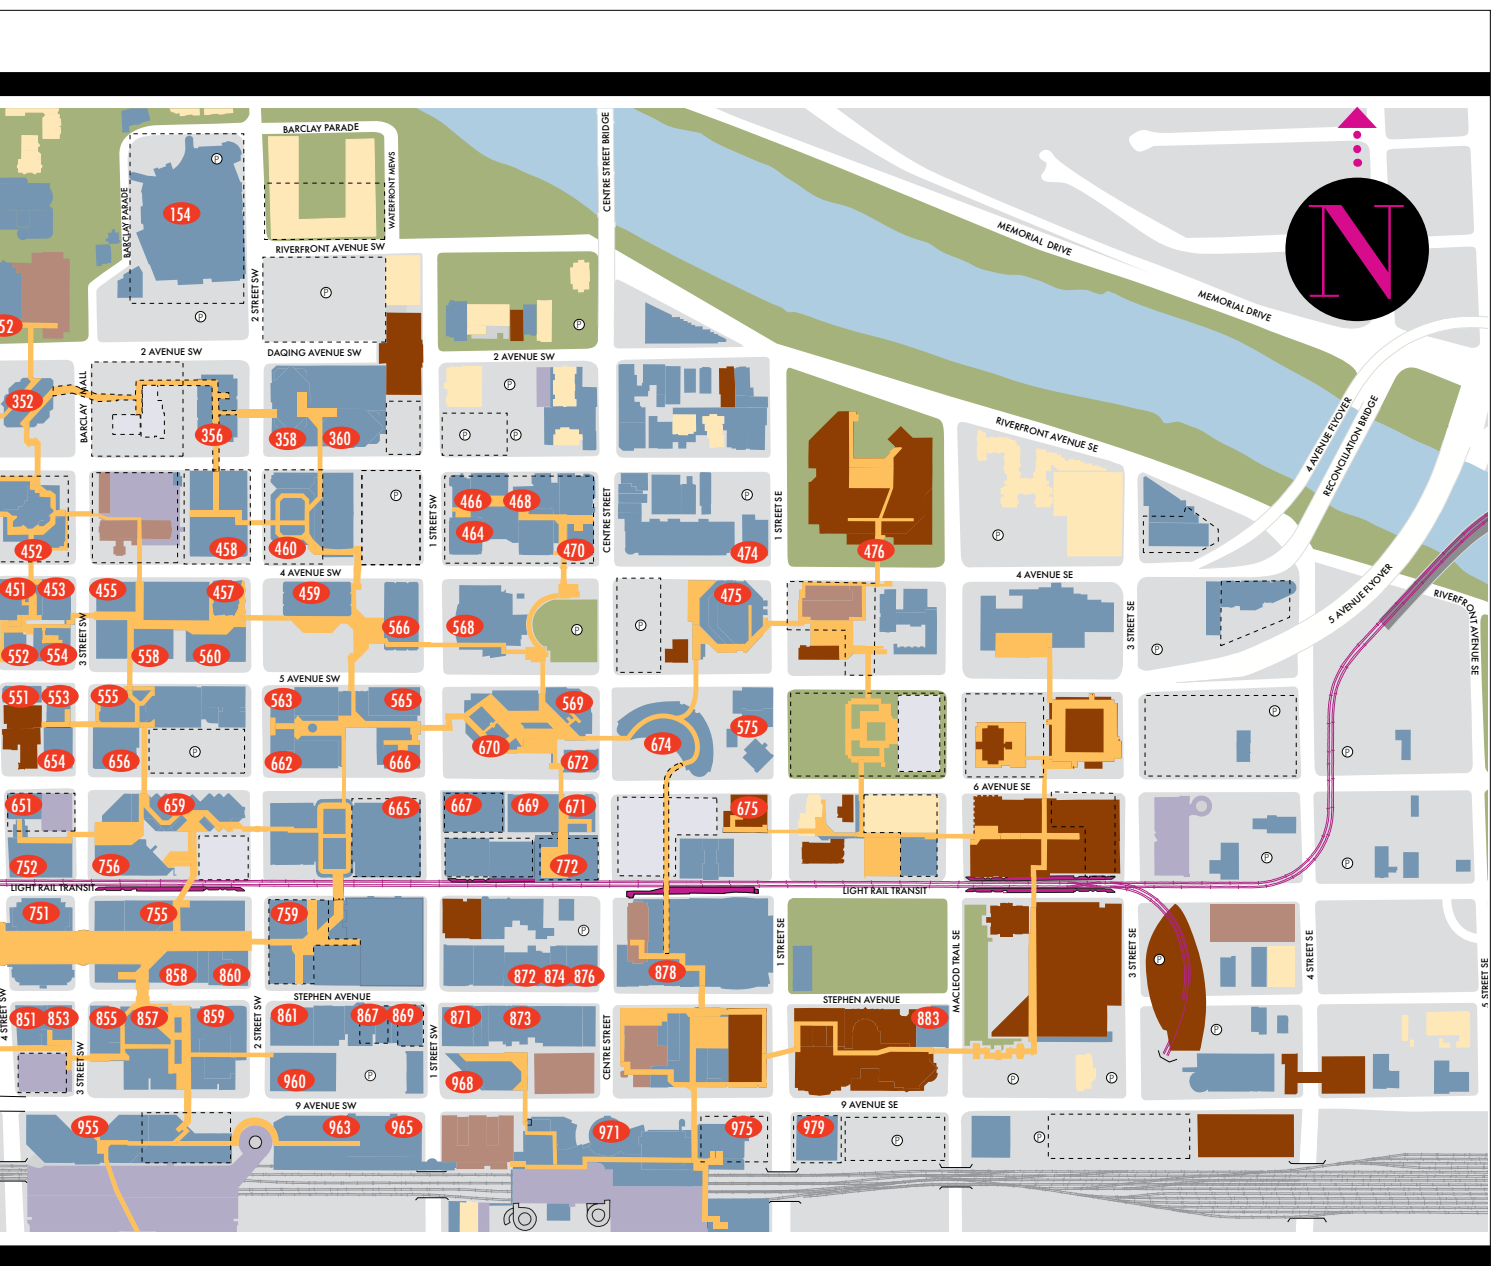 BARCLAY PARADE
CENTRE STREET BRIDGE
P
WATERFRONT MEWS
BARCLAY PARADE
154
N
MEMORIAL DRIVE
RIVERFRONT AVENUE SW
2 STREET SW
P
MEMORIAL DRIVE
P
P
52
2 AVENUE SW
DAQING AVENUE SW
2 AVENUE SW
P
352
BARCLAY MALL
4 AVENUE FLYOVER
RECONCILIATION BRIDGE
356
358
360
P
P
RIVERFRONT AVENUE SE
P
466
468
P
1 STREET SW
CENTRE STREET
1 STREET SE
464
P
452
458
460
470
474
476
4 AVENUE SW
4 AVENUE SE
5 AVENUE FLYOVER
RIVERFRONT AVENUE SE
451
453
455
457
459
475
3 STREET SW
566
568
P
P
3 STREET SE
P
552
554
558
560
5 AVENUE SW
551
553
555
563
565
569
P
575
670
674
P
P
654
656
662
666
672
6 AVENUE SE
651
659
665
667
669
671
675
P
P
752
756
772
LIGHT RAIL TRANSIT
LIGHT RAIL TRANSIT
751
755
759
P
1 STREET SE
MACLEOD TRAIL SE
3 STREET SE
4 STREET SE
P
858
860
872
874
876
878
5 STREET SE
4 STREET SW
2 STREET SW
STEPHEN AVENUE
STEPHEN AVENUE
851
853
855
857
859
861
867
869
871
873
883
P
3 STREET SW
1 STREET SW
CENTRE STREET
960
P
968
P
P
9 AVENUE SW
9 AVENUE SE
955
963
965
971
975
979
P
P